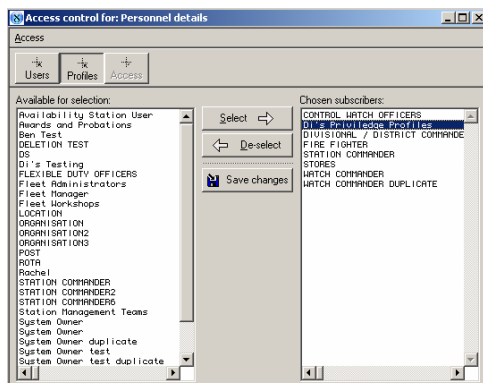 Access control for: Personnel details
Access
Users Profiles Access
Available for selection:
Availability Station User
Awards and Probations
Ben Test
DELETION TEST
DS
Di's Testing
FLEXIBLE DUTY OFFICERS
Fleet Administrators
Fleet Manager
Fleet Workshops
LOCATION
ORGANISATION
ORGANISATION2
ORGANISATION3
POST
ROTA
Rachel
STATION COMMANDER
STATION COMMANDER2
STATION COMMANDER6
Station Management Teams
System Owner
System Owner
System Owner duplicate
System Owner test
System Owner test duplicate
Select
De-select
Save changes
Chosen subscribers:
CONTROL WATCH OFFICERS
Di's Priviledge Profiles
DIVISIONAL / DISTRICT COMMANDE
FIRE FIGHTER
STATION COMMANDER
STORES
WATCH COMMANDER
WATCH COMMANDER DUPLICATE